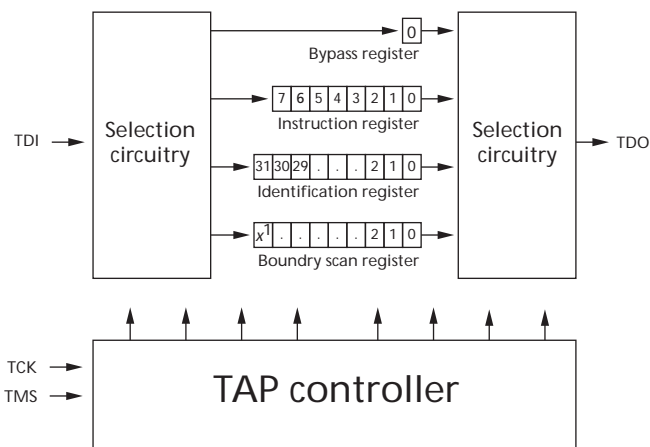 0
Bypass register
7 6 5 4 3 2 1 0
Instruction register
TDI
Selection
circuitry
Selection
circuitry
TDO
31 30 29 . . . 2 1 0
Identification register
x1 . . . . . 2 1 0
Boundry scan register
TCK
TMS
TAP controller